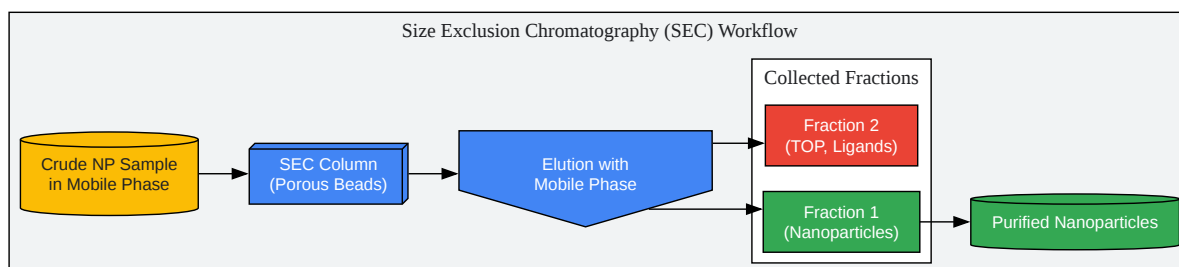 Size Exclusion Chromatography (SEC) Workflow
Collected Fractions
Crude NP Sample
in Mobile Phase
SEC Column
(Porous Beads)
Elution with
Mobile Phase
Fraction 2
(TOP, Ligands)
Fraction 1
(Nanoparticles)
Purified Nanoparticles